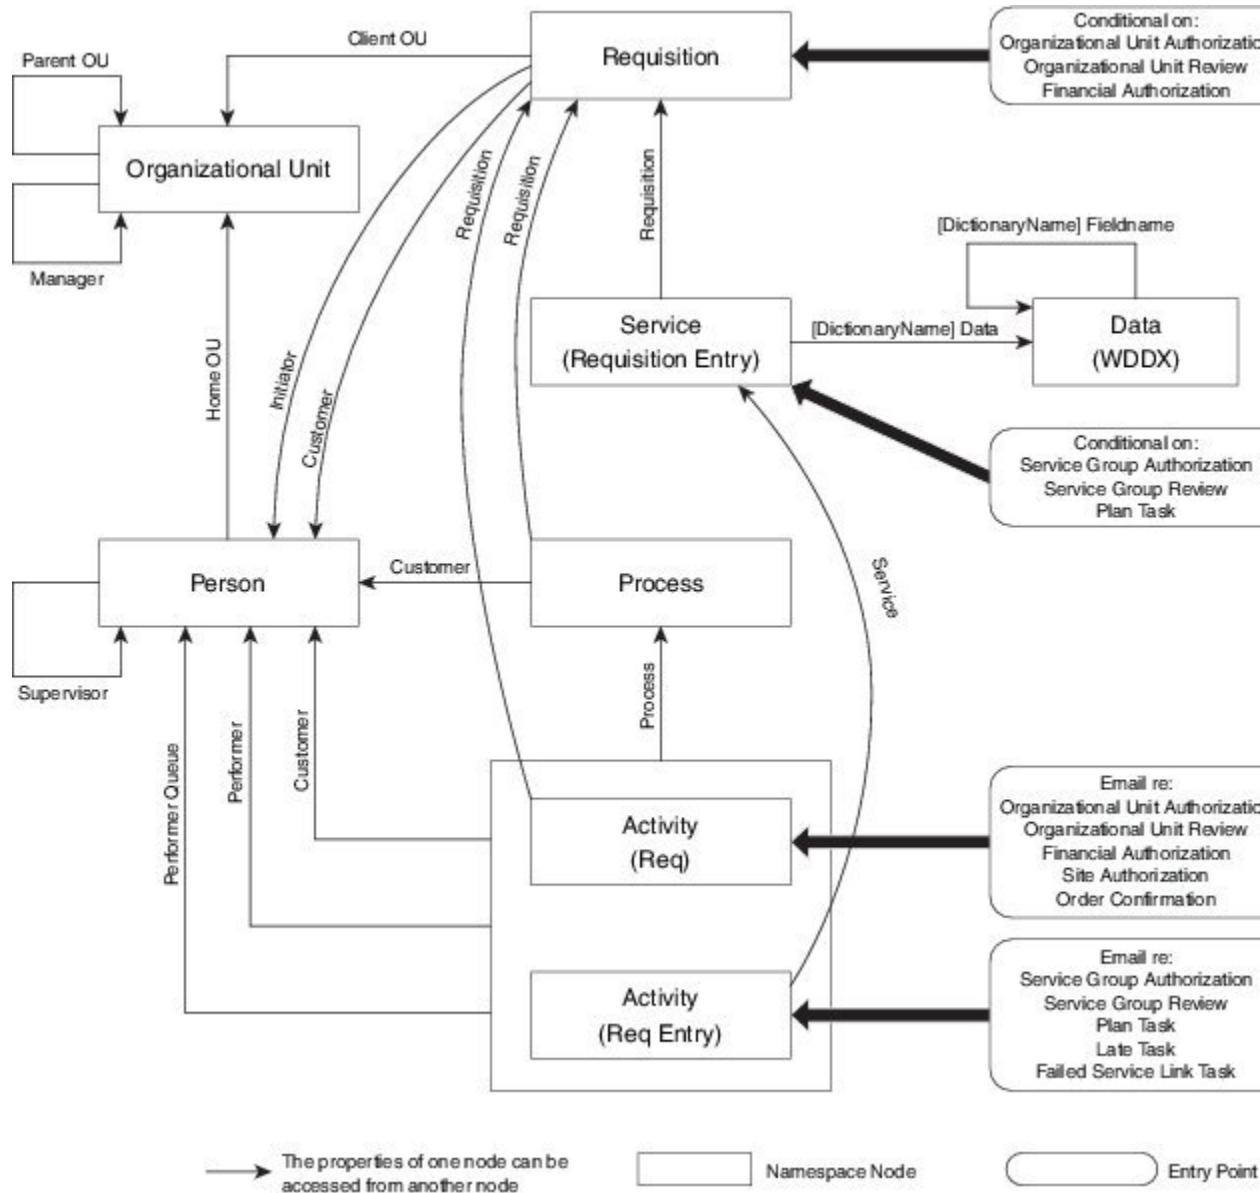 Client OU
Requisition
Conditional on:
Organizational Unit Authorizatio
Organizational Unit Review
Financial Authorization
Parent OU
Organizational Unit
Manager
Requisition
Requisition
Requisition
[DictionaryName] Fieldname
Service
(Requisition Entry)
[DictionaryName] Data
Data
(WDDX)
Home OU
Initiator
Customer
Conditional on:
Service Group Authorization
Service Group Review
Plan Task
Person
Customer
Process
Service
Supervisor
Process
Performer Queue
Performer
Customer
Activity
(Req)
Email re:
Organizational Unit Authorizatio
Organizational Unit Review
Financial Authorization
Site Authorization
Order Confirmation
Activity
(Req Entry)
Email re:
Service Group Authorization
Service Group Review
Plan Task
Late Task
Failed Service Link Task
The properties of one node can be
accessed from another node
Namespace Node
Entry Point